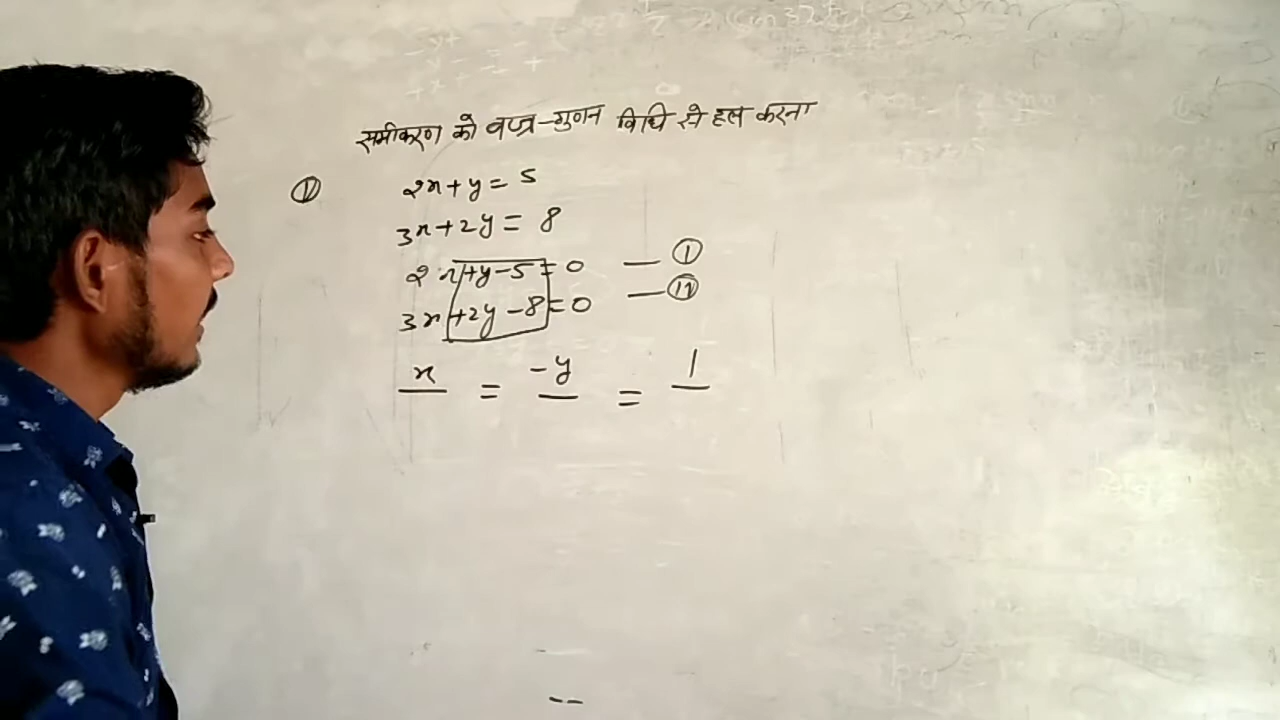 समीकरण को वज्र-गुणन विधि से हल करना
① 2x+y= 5
3x+2y= 8
2x+y-5=0 — ①
3x+2y-8=0 — ⑪
x = -y = 1